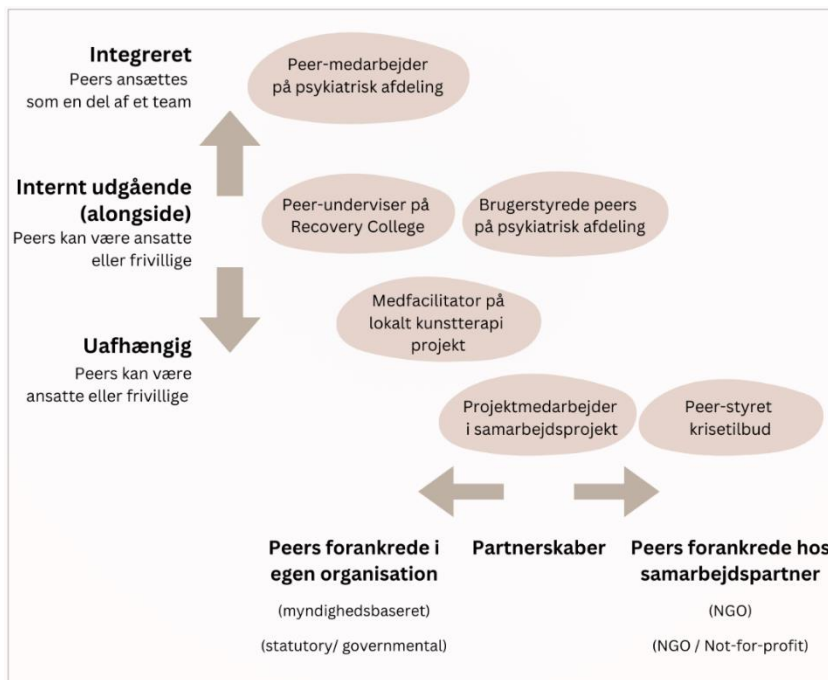 Integreret
Peers ansættes
som en del af et team
Peer-medarbejder
på psykiatrisk afdeling
Internt udgående
(alongside)
Peers kan være ansatte
eller frivillige
Peer-underviser på
Recovery College
Brugerstyrede peers
på psykiatrisk afdeling
Medfacilitator på
lokalt kunstterapi
projekt
Uafhængig
Peers kan være
ansatte eller frivillige
Projektmedarbejder
i samarbejdsprojekt
Peer-styret
krisetilbud
Peers forankrede i
egen organisation
(myndighedsbaseret)
(statutory/ governmental)
Partnerskaber
Peers forankrede hos
samarbejdspartner
(NGO)
(NGO / Not-for-profit)